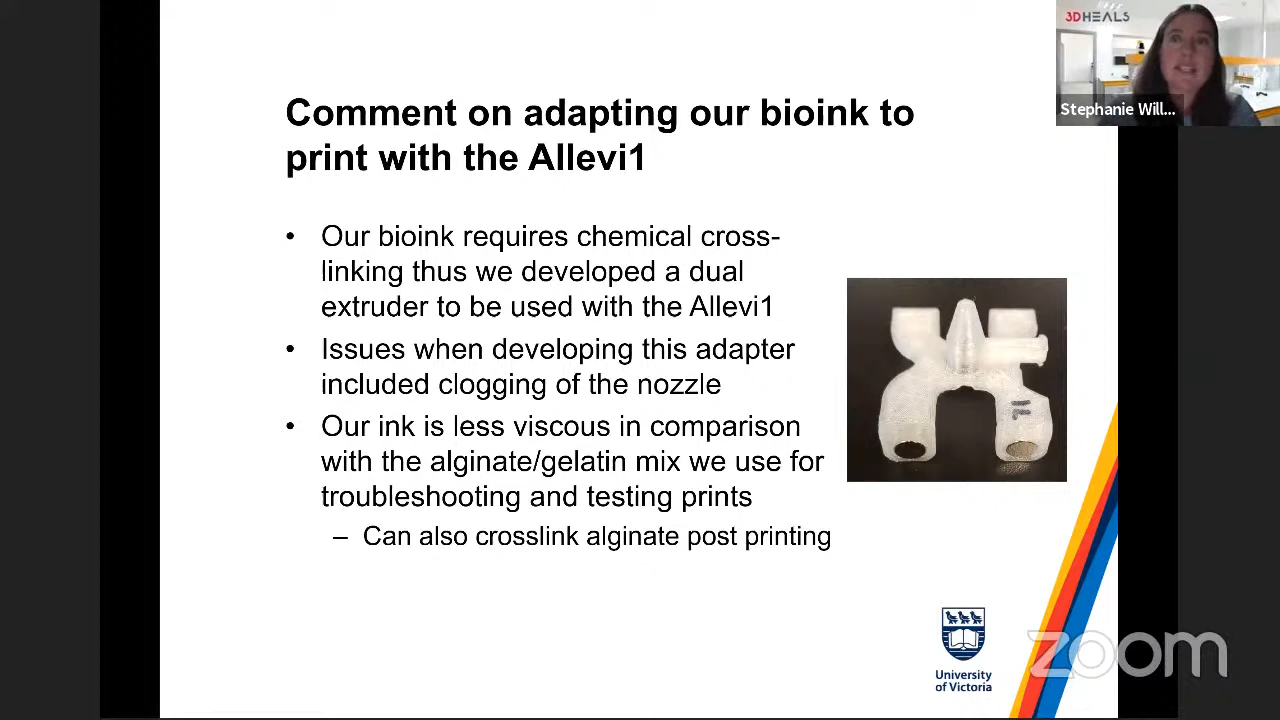 3DHEALS
Stephanie Will...
Comment on adapting our bioink to
print with the Allevi1
• Our bioink requires chemical cross-
linking thus we developed a dual
extruder to be used with the Allevi1
• Issues when developing this adapter
included clogging of the nozzle
• Our ink is less viscous in comparison
with the alginate/gelatin mix we use for
troubleshooting and testing prints
– Can also crosslink alginate post printing
University
of Victoria
zoom